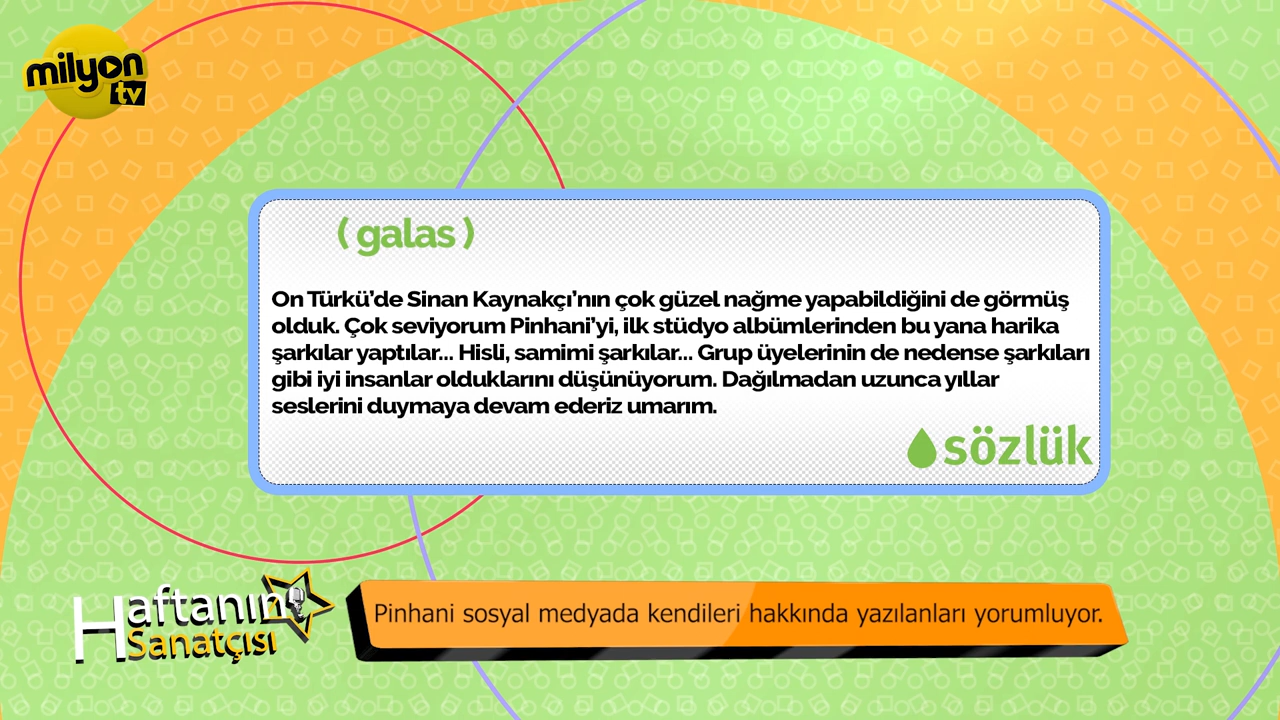 milyon
tv
( galas )
On Türkü'de Sinan Kaynakçı'nın çok güzel nağme yapabildiğini de görmüş
olduk. Çok seviyorum Pinhani'yi, ilk stüdyo albümlerinden bu yana harika
şarkılar yaptılar... Hisli, samimi şarkılar... Grup üyelerinin de nedense şarkıları
gibi iyi insanlar olduklarını düşünüyorum. Dağılmadan uzunca yıllar
seslerini duymaya devam ederiz umarım.
sözlük
Haftanın
Sanatçısı
Pinhani sosyal medyada kendileri hakkında yazılanları yorumluyor.